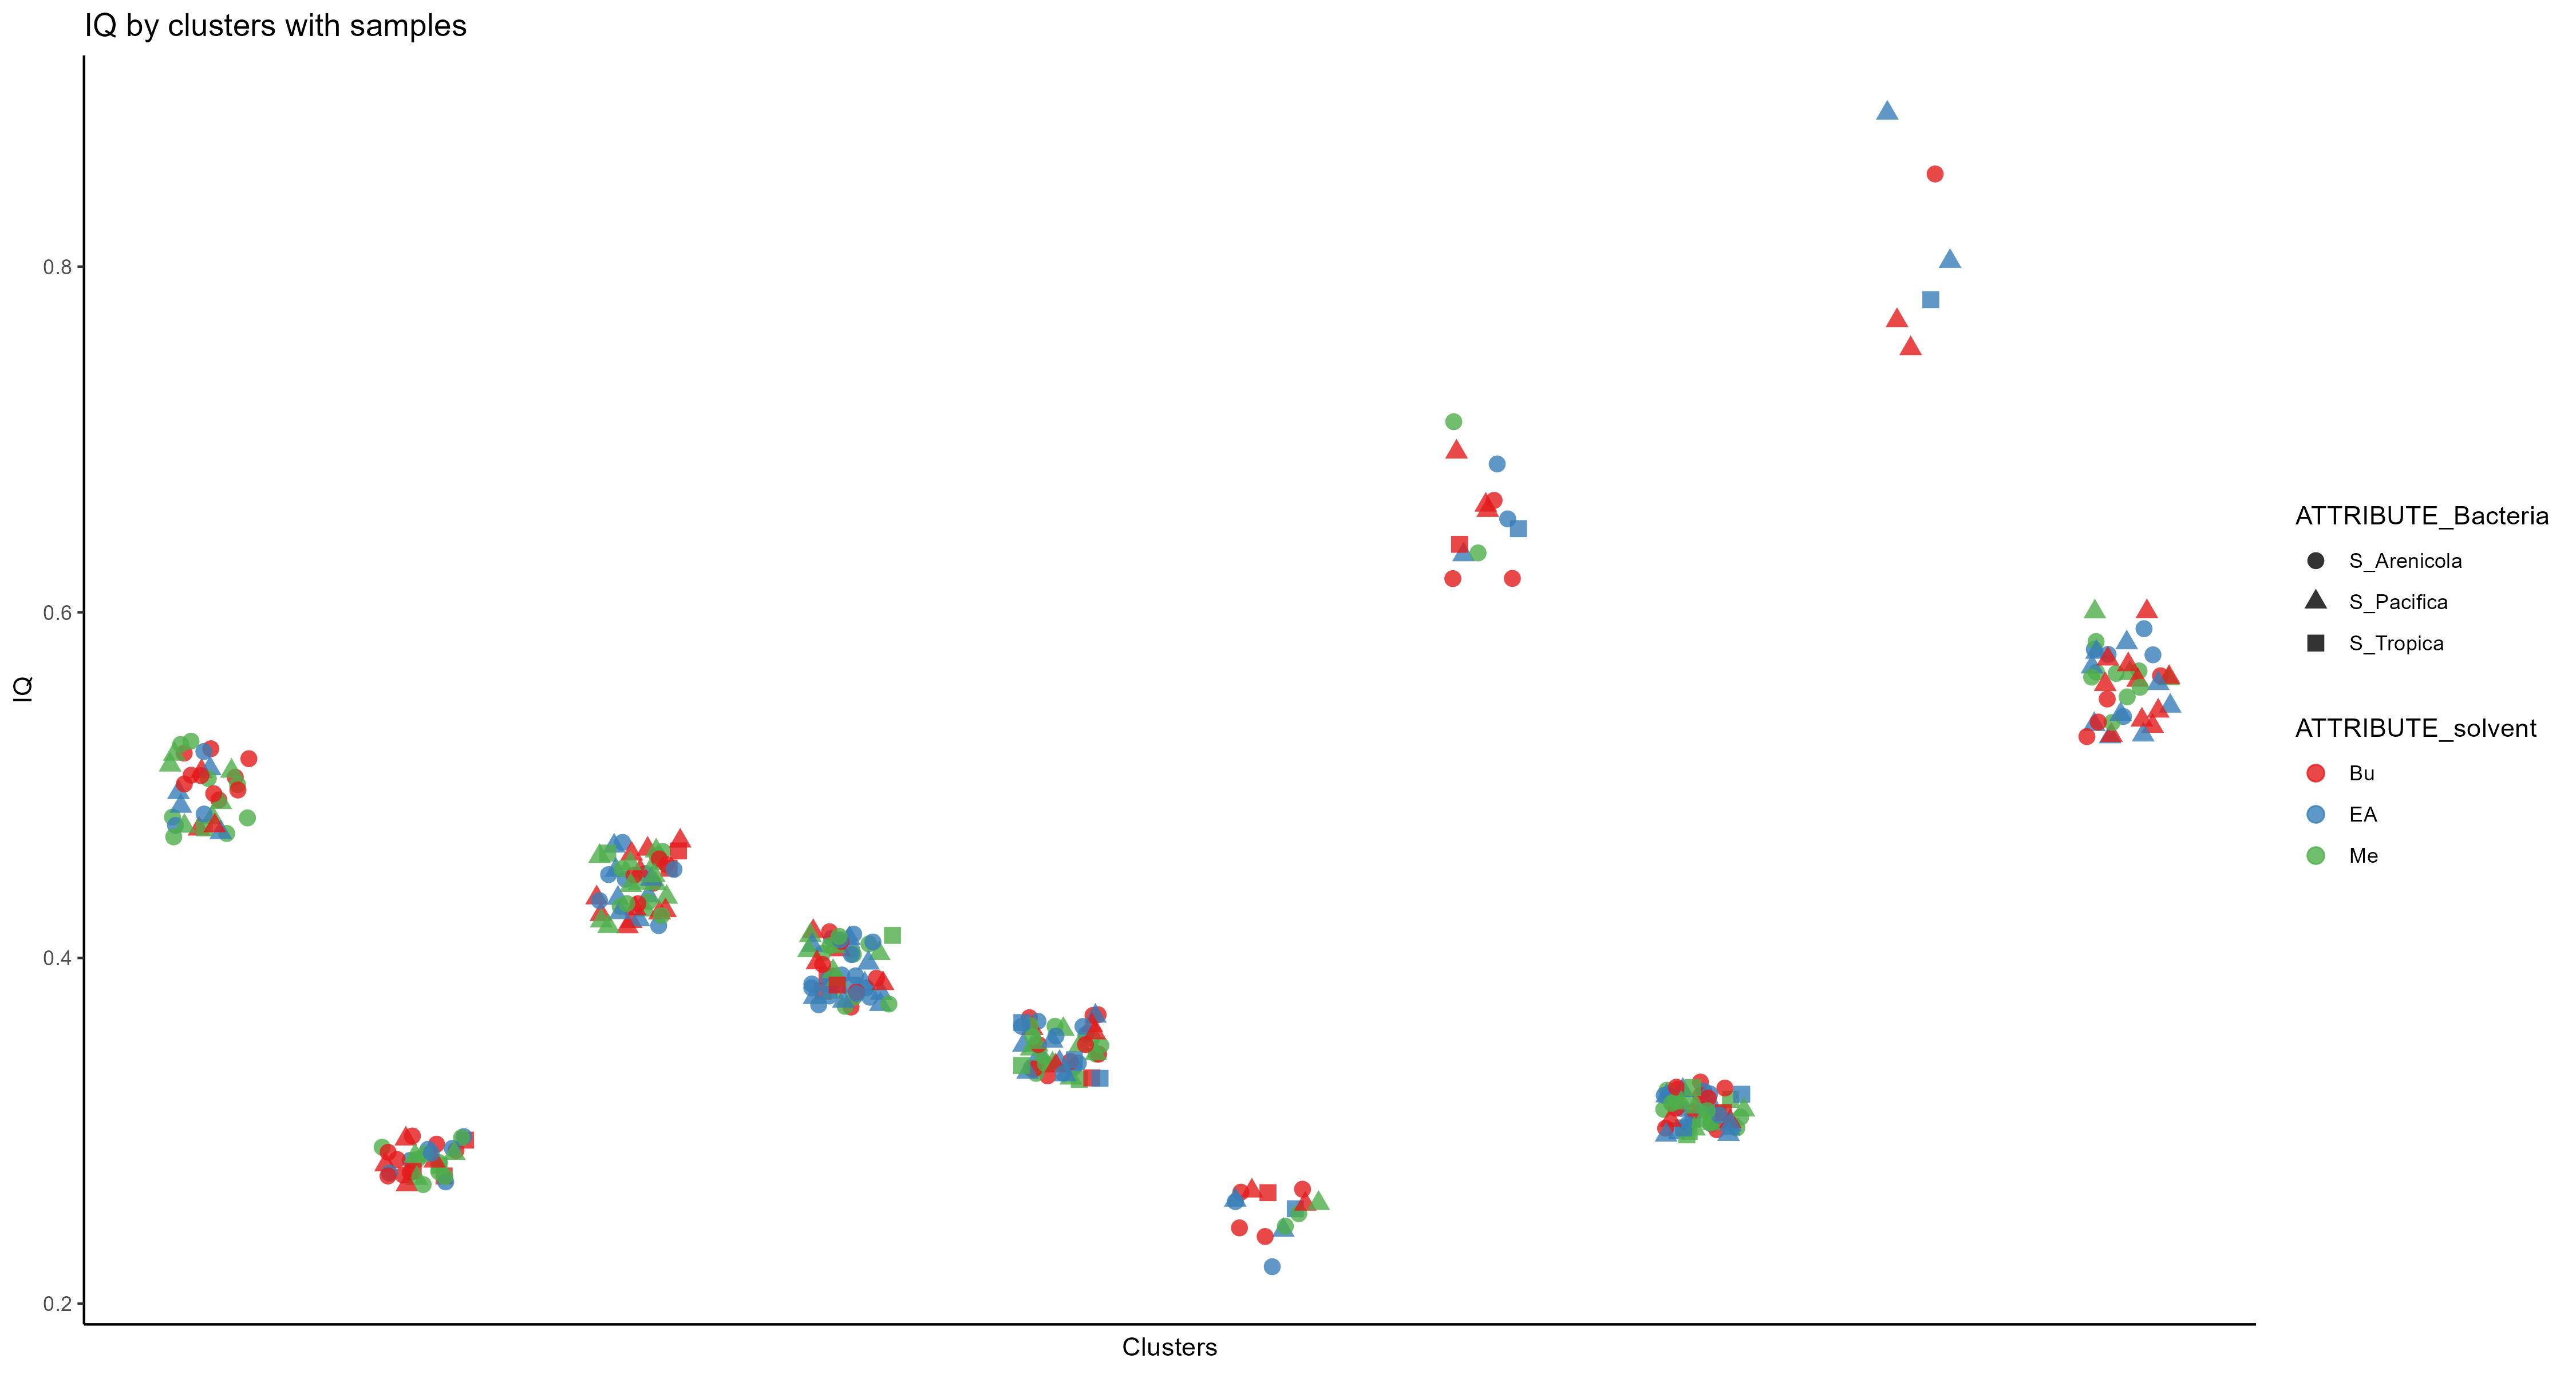 IQ by clusters with samples
0.8
0.6
0.4
0.2
IQ
Clusters
ATTRIBUTE_Bacteria
S_Arenicola
S_Pacifica
S_Tropica
ATTRIBUTE_solvent
Bu
EA
Me